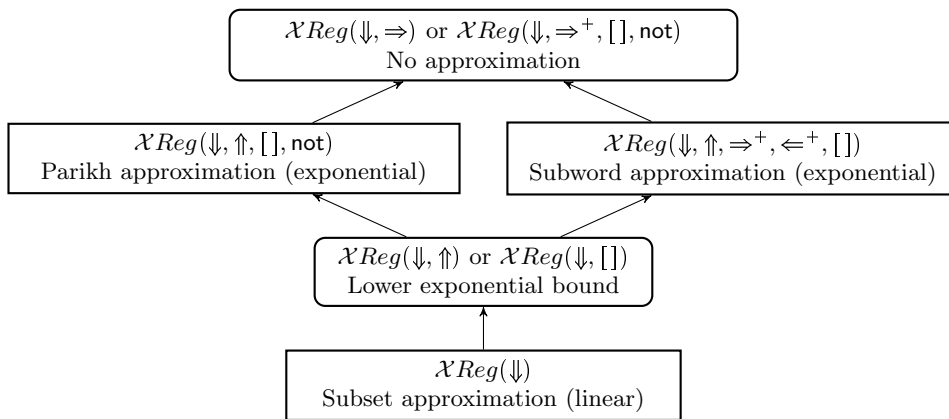 𝒳Reg(⇓, ⇒) or 𝒳Reg(⇓, ⇒⁺, [ ], not)
No approximation
𝒳Reg(⇓, ⇑, [ ], not)
Parikh approximation (exponential)
𝒳Reg(⇓, ⇑, ⇒⁺, ⇐⁺, [ ])
Subword approximation (exponential)
𝒳Reg(⇓, ⇑) or 𝒳Reg(⇓, [ ])
Lower exponential bound
𝒳Reg(⇓)
Subset approximation (linear)